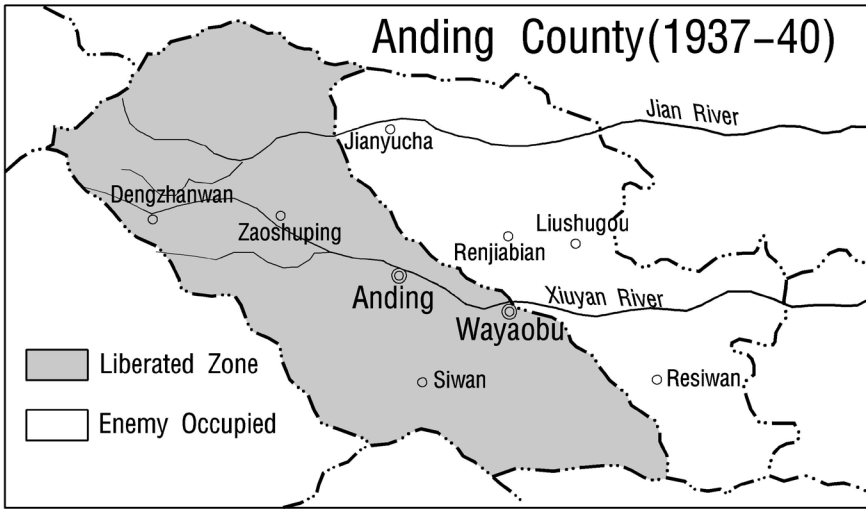 Anding County(1937-40)
Jian River
Jianyucha
Dengzhanwan
Zaoshuping
Liushugou
Renjiabian
Anding
Xiuyan River
Wayaobu
Liberated Zone
Siwan
Resiwan
Enemy Occupied